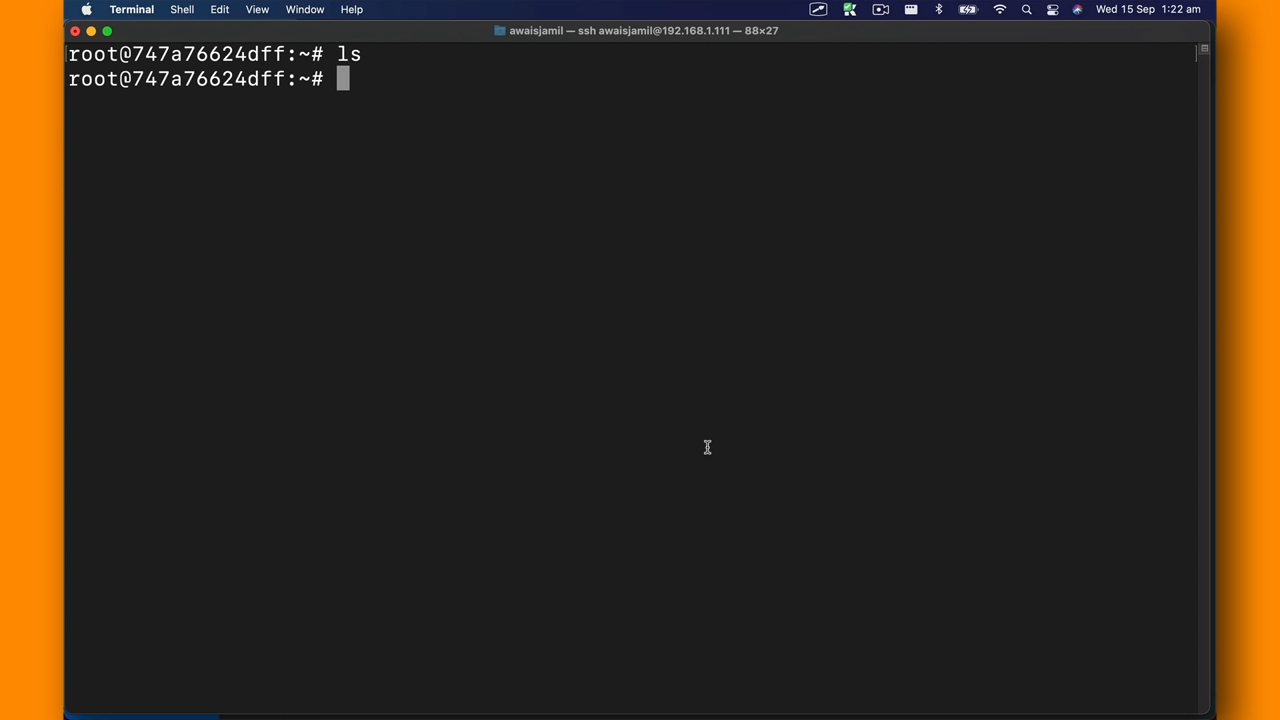 Terminal Shell Edit View Window Help Wed 15 Sep 1:22 am
awaisjamil — ssh awaisjamil@192.168.1.111 — 88×27
root@747a76624dff:~# ls
root@747a76624dff:~#